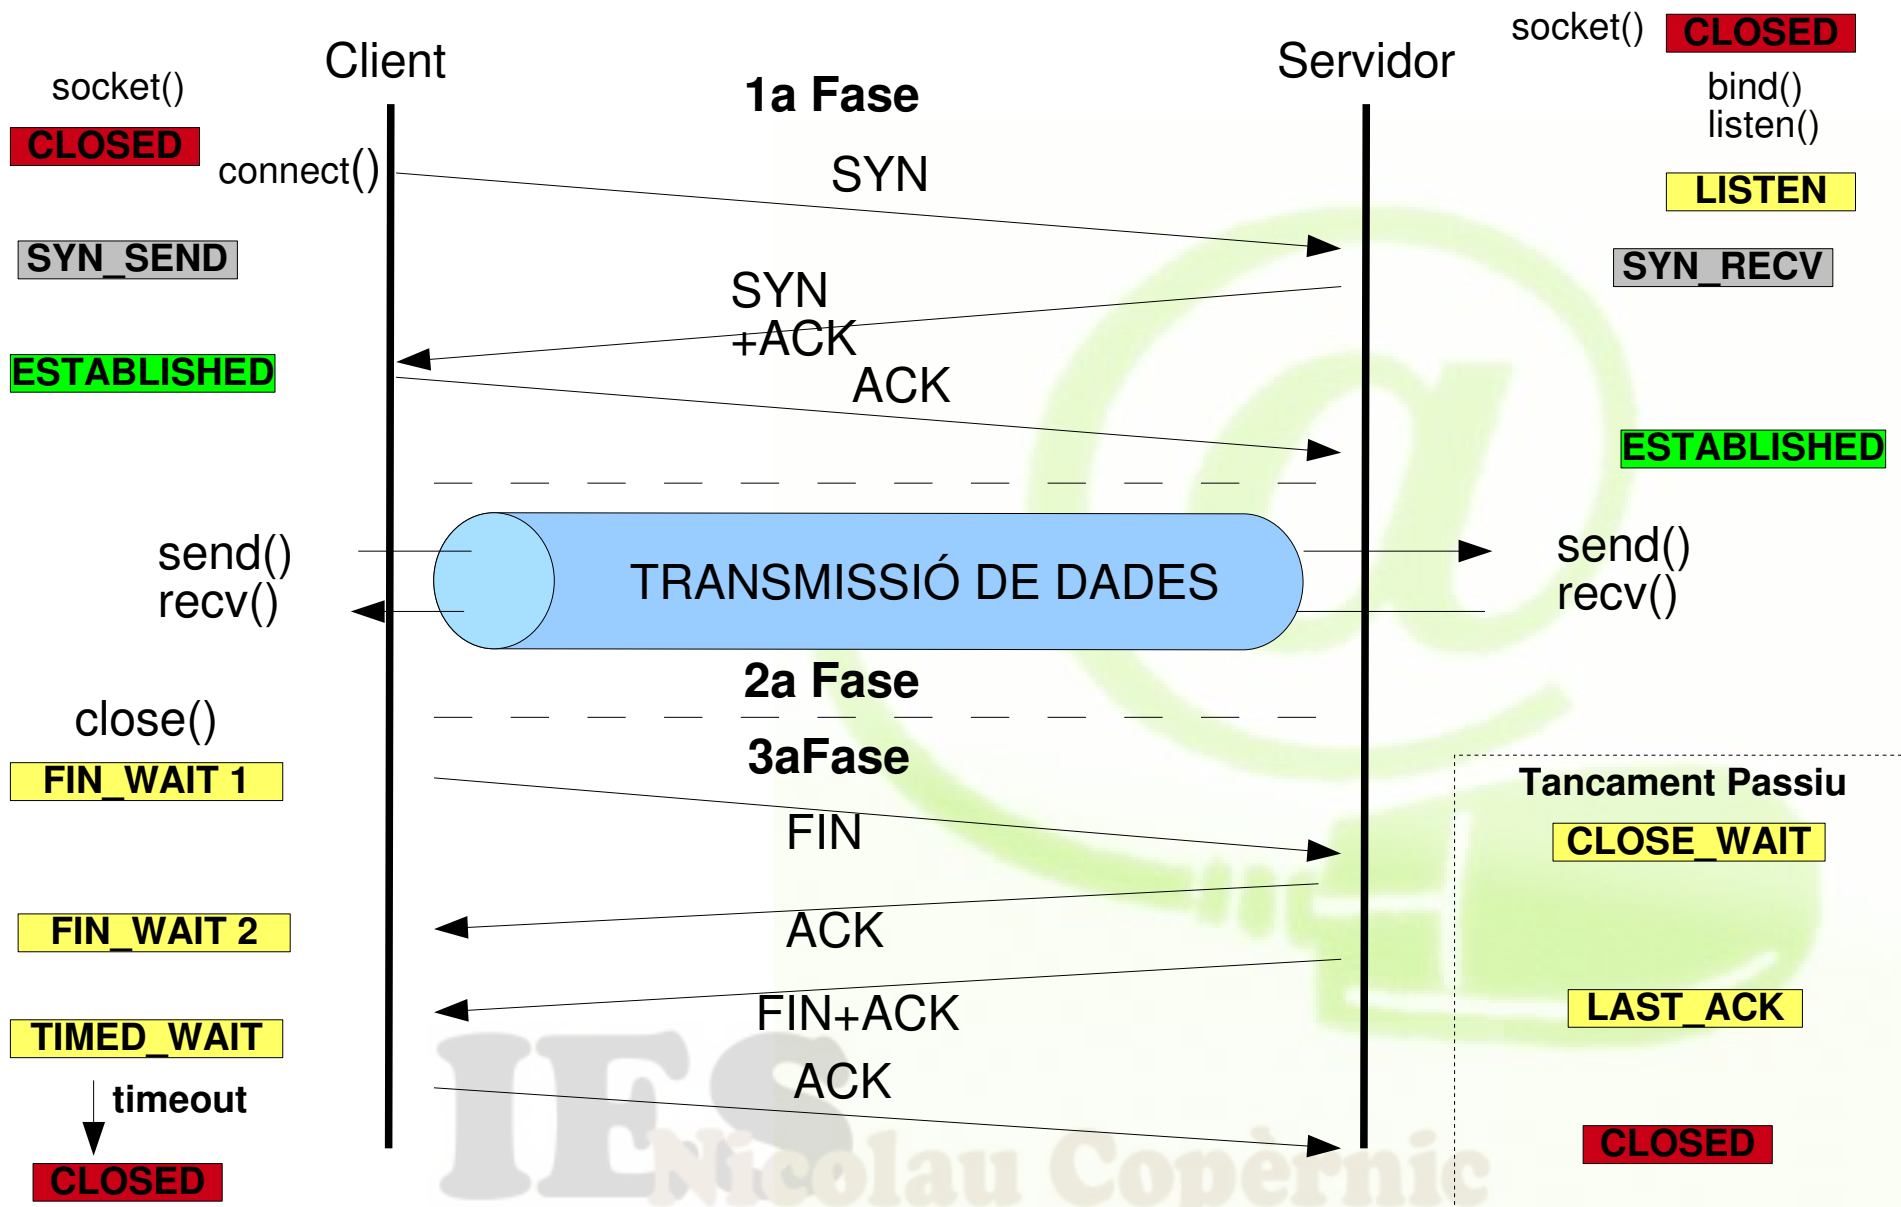 socket()
CLOSED
Client
1a Fase
Servidor
socket()
CLOSED
bind()
listen()
connect()
SYN
LISTEN
SYN_SEND
SYN
+ACK
SYN_RECV
ESTABLISHED
ACK
ESTABLISHED
send()
recv()
TRANSMISSIÓ DE DADES
send()
recv()
2a Fase
close()
3aFase
FIN_WAIT 1
FIN
Tancament Passiu
CLOSE_WAIT
FIN_WAIT 2
ACK
FIN+ACK
LAST_ACK
TIMED_WAIT
timeout
ACK
CLOSED
CLOSED
IES
Nicolau Copèrnic